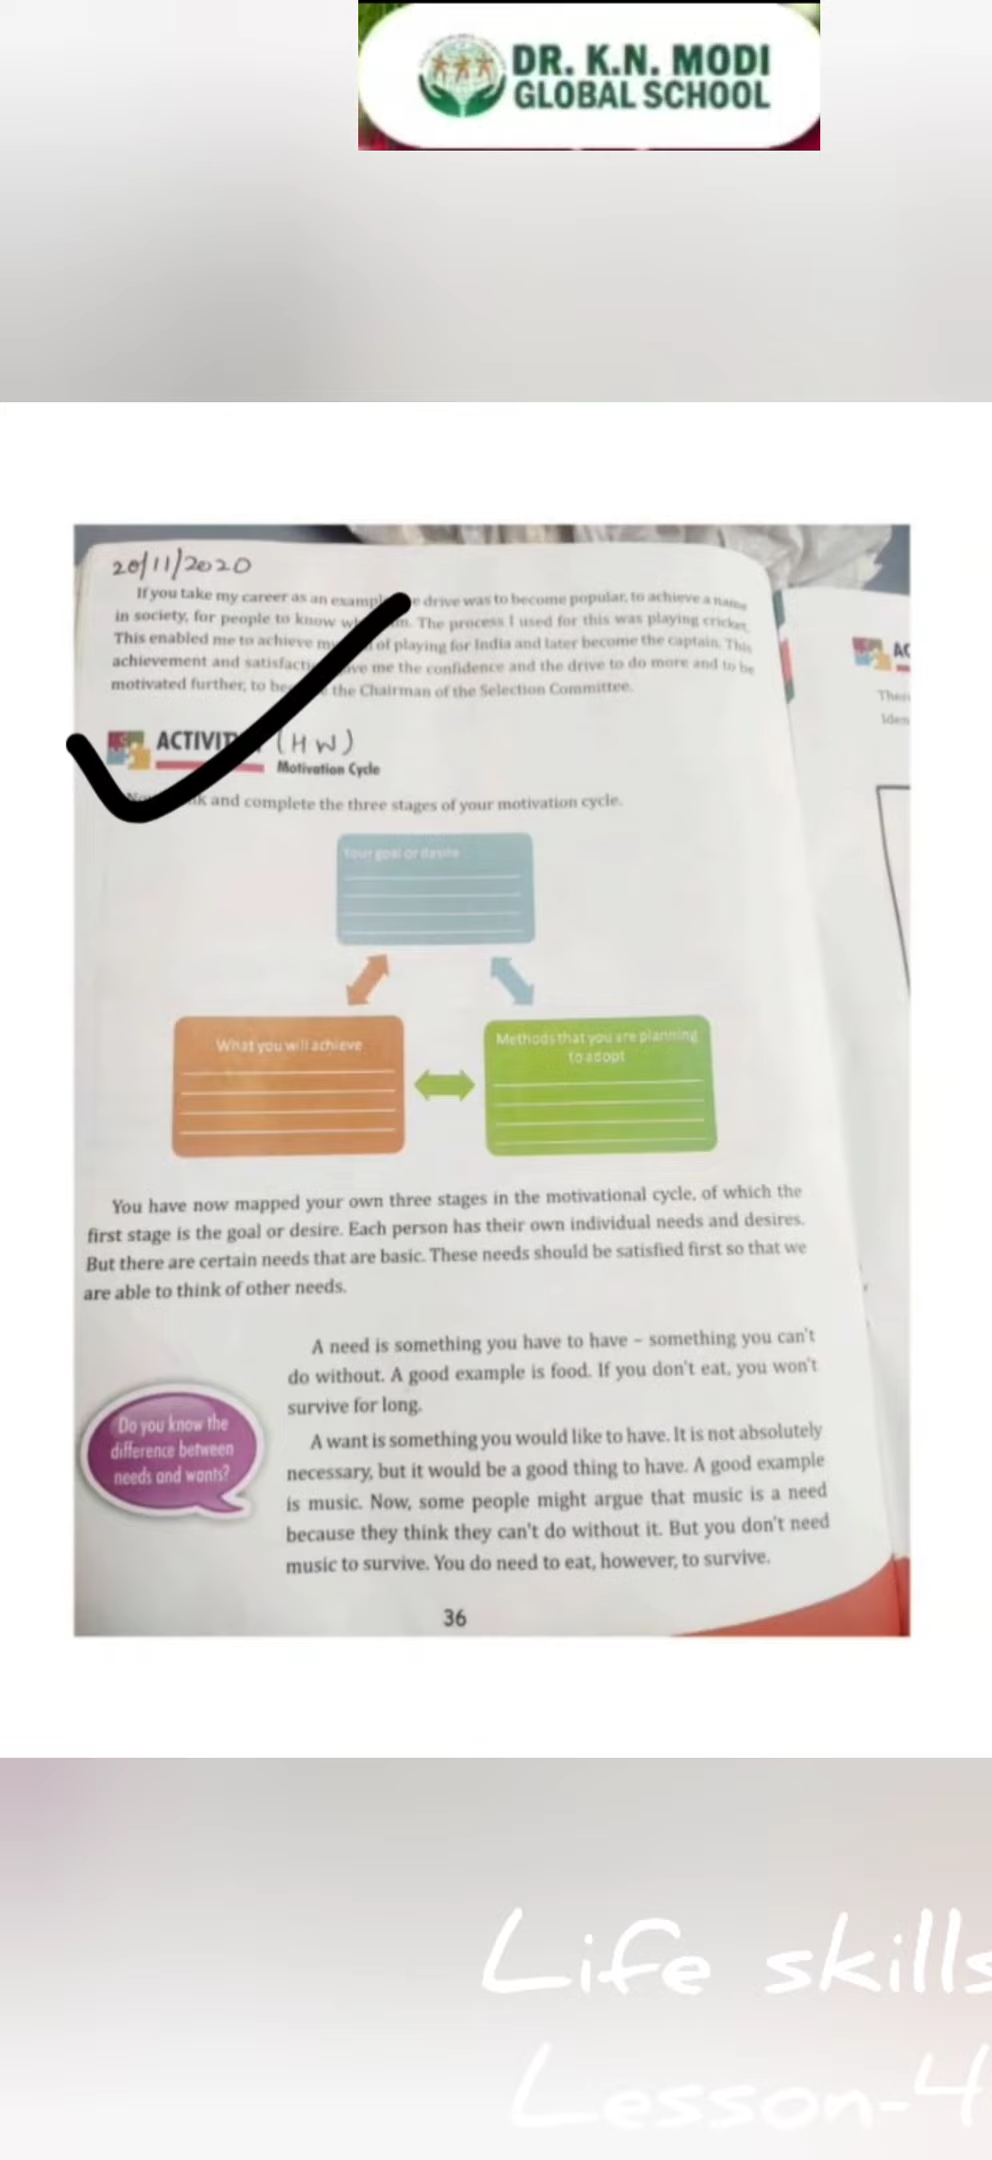 DR. K.N. MODI
GLOBAL SCHOOL
20/11/2020
If you take my career as an drive was to become popular, to achieve a name
in society, for people to know The process I used for this was playing cricket.
This enabled me to achieve of playing for India and later become the captain. This
achievement and me the confidence and the drive to do more and to be
motivated further, to the Chairman of the Selection Committee.
AC
Iden
(HW)
Motivation Cycle
and complete the three stages of your motivation cycle.
Your goal or desire
What you will achieve
Methods that you are planning
to adopt
You have now mapped your own three stages in the motivational cycle, of which the
first stage is the goal or desire. Each person has their own individual needs and desires.
But there are certain needs that are basic. These needs should be satisfied first so that we
are able to think of other needs.
Do you know the
difference between
needs and wants?
A need is something you have to have – something you can't
do without. A good example is food. If you don't eat, you won't
survive for long.
A want is something you would like to have. It is not absolutely
necessary, but it would be a good thing to have. A good example
is music. Now, some people might argue that music is a need
because they think they can't do without it. But you don't need
music to survive. You do need to eat, however, to survive.
36
Life skills
Lesson-4